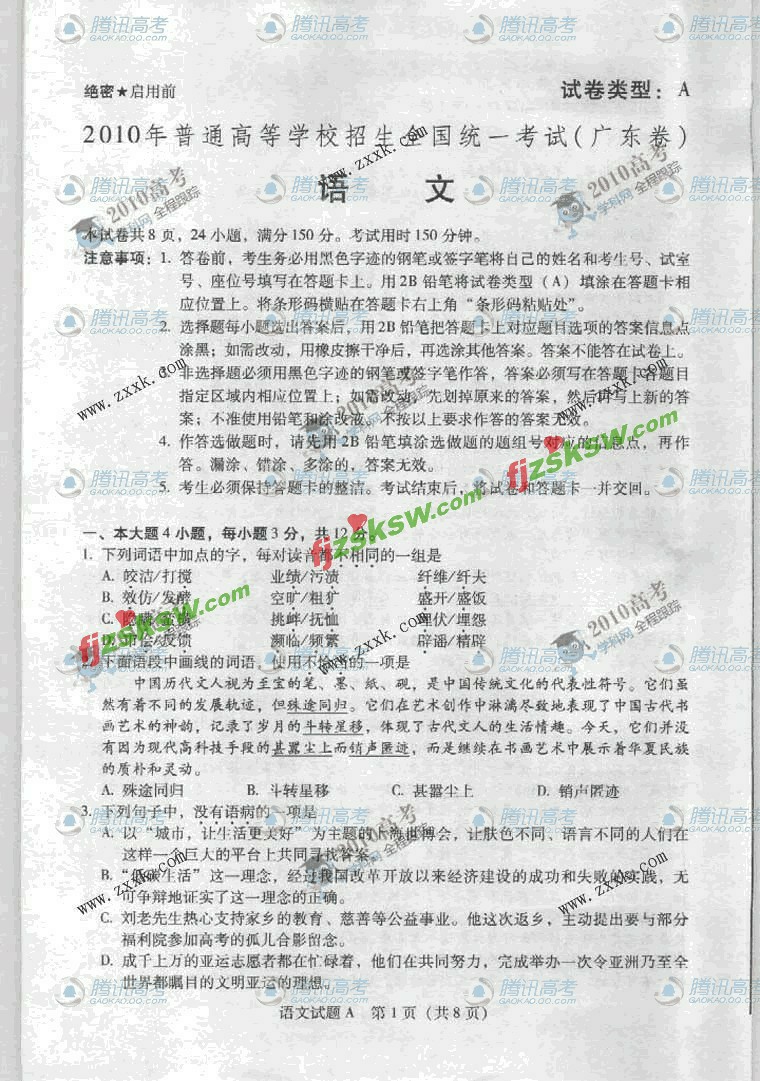 绝密★启用前
试卷类型：A
2010年普通高等学校招生全国统一考试(广东卷)
语 文
本试卷共8页，24小题，满分150分。考试用时150分钟。
注意事项：1. 答卷前，考生务必用黑色字迹的钢笔或签字笔将自己的姓名和考生号、试室
号、座位号填写在答题卡上。用2B铅笔将试卷类型（A）填涂在答题卡相
应位置上。将条形码横贴在答题卡右上角“条形码粘贴处”。
2. 选择题每小题选出答案后，用2B铅笔把答题卡上对应题目选项的答案信息点
涂黑；如需改动，用橡皮擦干净后，再选涂其他答案。答案不能答在试卷上。
3. 非选择题必须用黑色字迹的钢笔或签字笔作答，答案必须写在答题卡各题目
指定区域内相应位置上；如需改动，先划掉原来的答案，然后再写上新的答
案；不准使用铅笔和涂改液。不按以上要求作答的答案无效。
4. 作答选做题时，请先用2B铅笔填涂选做题的题组号对应的信息点，再作
答。漏涂、错涂、多涂的，答案无效。
5. 考生必须保持答题卡的整洁。考试结束后，将试卷和答题卡一并交回。
一、本大题4小题，每小题3分，共12分。
1. 下列词语中加点的字，每对读音都不相同的一组是
A. 皎洁/打搅 业绩/污渍 纤维/纤夫
B. 效仿/发酵 空旷/粗犷 盛开/盛饭
C. 挑衅/抚恤 埋伏/埋怨
D. 濒临/频繁 辟谣/精辟
2. 下面语段中画线的词语，使用不恰当的一项是
中国历代文人视为至宝的笔、墨、纸、砚，是中国传统文化的代表性符号。它们虽
然有着不同的发展轨迹，但殊途同归。它们在艺术创作中淋漓尽致地表现了中国古代书
画艺术的神韵，记录了岁月的斗转星移，体现了古代文人的生活情趣。今天，它们并没
有因为现代高科技手段的甚嚣尘上而销声匿迹，而是继续在书画艺术中展示着华夏民族
的质朴和灵动。
A. 殊途同归 B. 斗转星移 C. 甚嚣尘上 D. 销声匿迹
3. 下列句子中，没有语病的一项是
A. 以“城市，让生活更美好”为主题的上海世博会，让肤色不同、语言不同的人们在
这样一个巨大的平台上共同寻找答案。
B. “低碳生活”这一理念，经过我国改革开放以来经济建设的成功和失败的实践，无
可争辩地证实了这一理念的正确。
C. 刘老先生热心支持家乡的教育、慈善等公益事业。他这次返乡，主动提出要与部分
福利院参加高考的孤儿合影留念。
D. 成千上万的亚运志愿者都在忙碌着，他们在共同努力，完成举办一次令亚洲乃至全
世界都瞩目的文明亚运的理想。
语文试题A 第1页（共8页）
腾讯高考
GAOKAO.QQ.COM
2010高考
学科网 全程跟踪
www.zxxk.com
fjzsksw.com